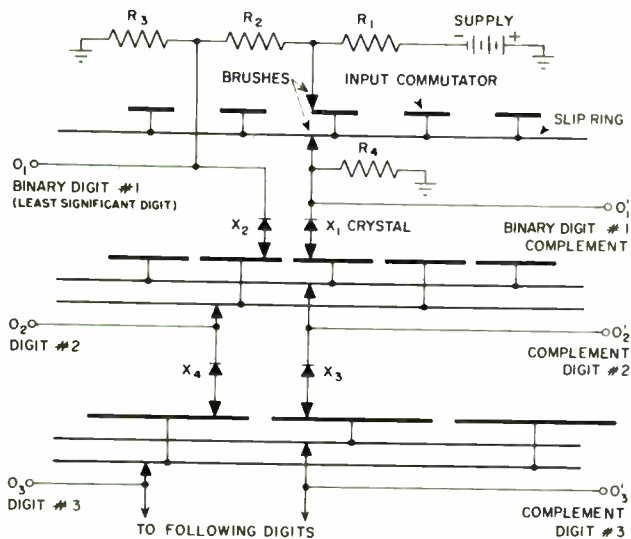 R3
R2
R1
SUPPLY
- +
BRUSHES
INPUT COMMUTATOR
SLIP RING
R4
O1
BINARY DIGIT #1
(LEAST SIGNIFICANT DIGIT)
X2
X1 CRYSTAL
O'1
BINARY DIGIT #1
COMPLEMENT
O2
DIGIT #2
O'2
COMPLEMENT
DIGIT #2
X4
X3
O3
DIGIT #3
TO FOLLOWING DIGITS
O'3
COMPLEMENT
DIGIT #3